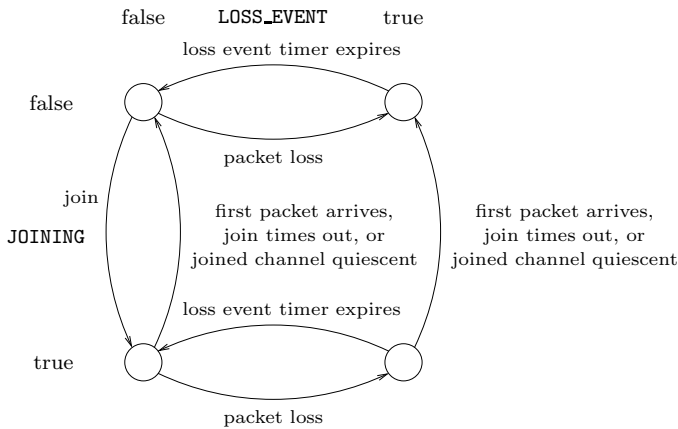 false LOSS_EVENT true
loss event timer expires
false
packet loss
join
JOINING
first packet arrives,
join times out, or
joined channel quiescent
first packet arrives,
join times out, or
joined channel quiescent
loss event timer expires
true
packet loss